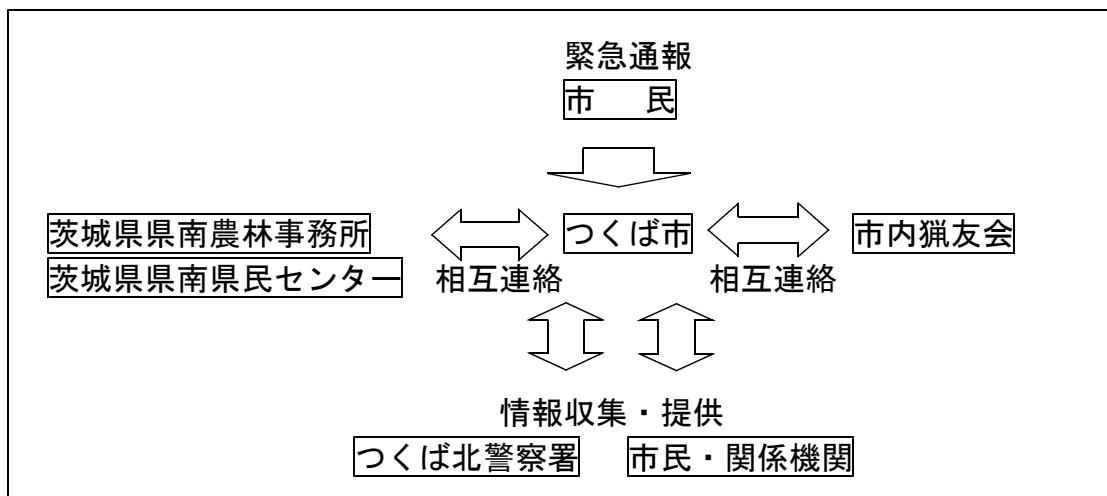 緊急通報
市　　民
茨城県県南農林事務所
つくば市
市内猟友会
茨城県県南県民センター
相互連絡
相互連絡
情報収集・提供
つくば北警察署
市民・関係機関